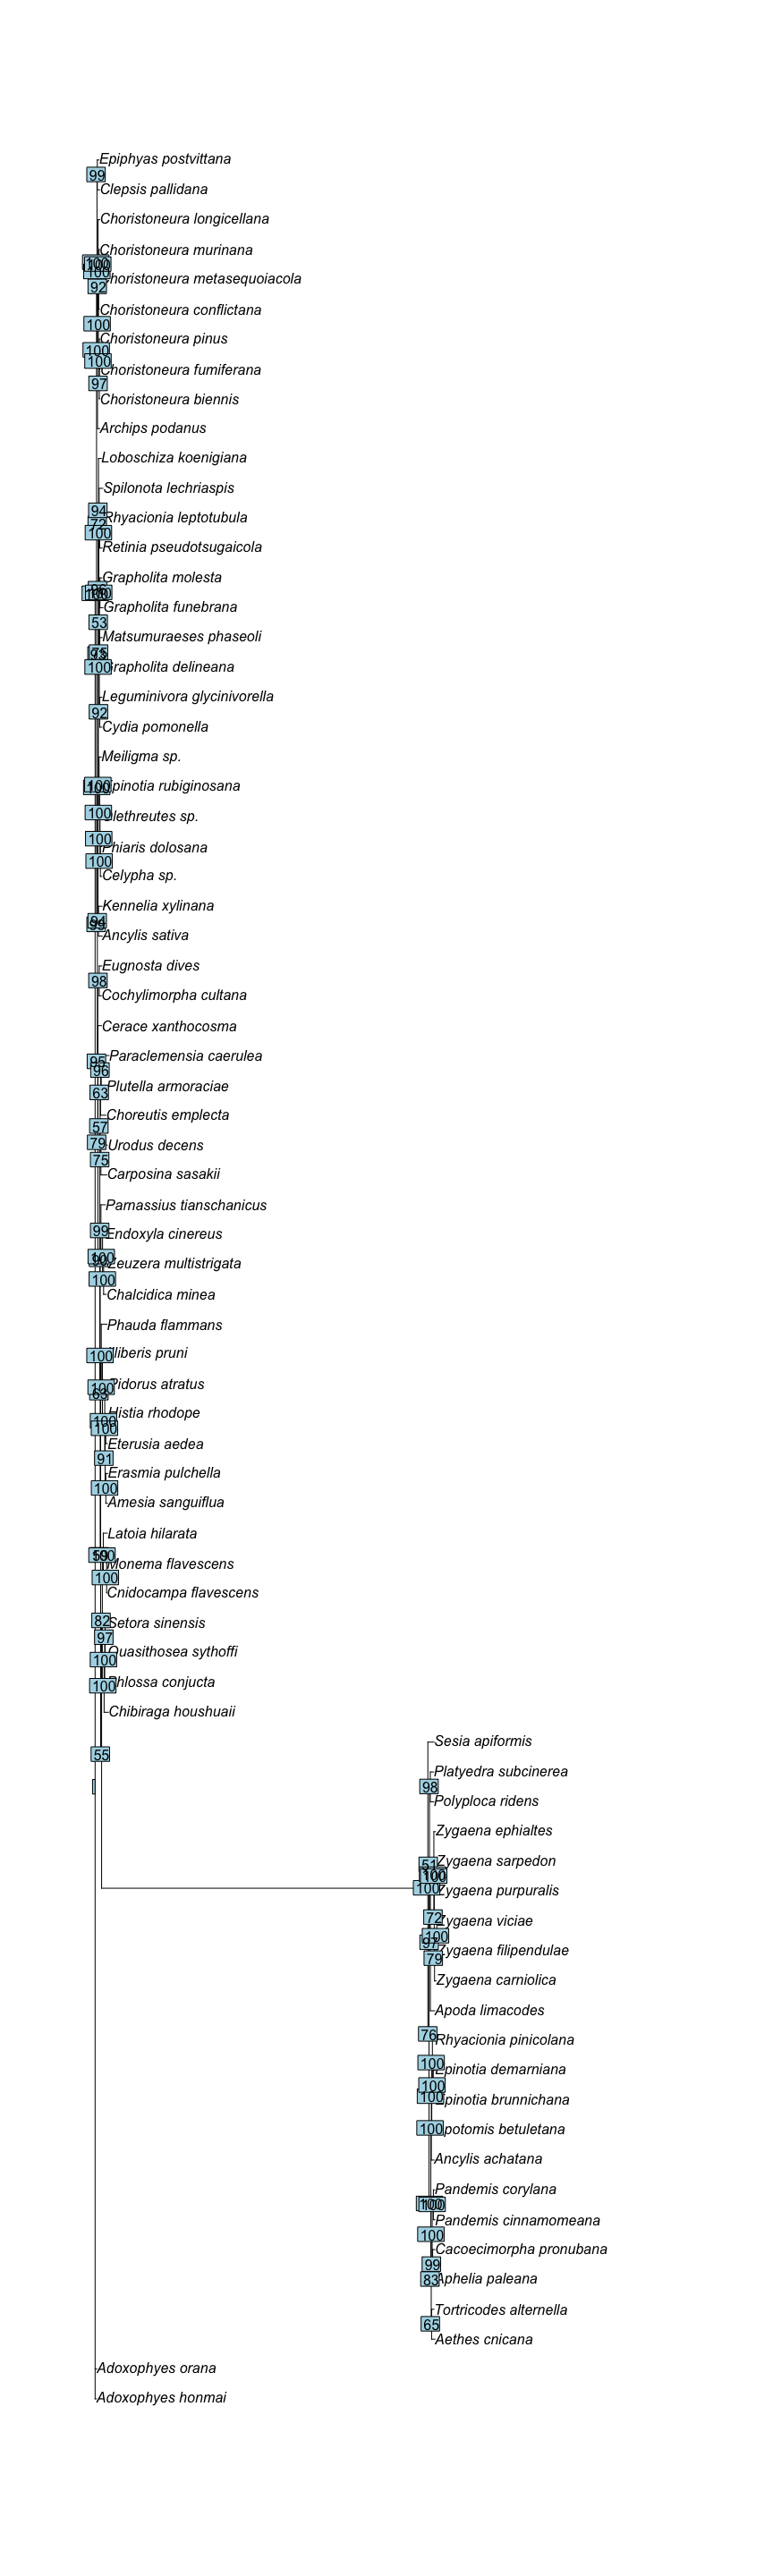 Epiphyas postvittana
99
Clepsis pallidana
Choristoneura longicellana
Choristoneura murinana
100
100
horistoneura metasequoiacola
92
Choristoneura conflictana
100
Choristoneura pinus
100
100
Choristoneura fumiferana
97
Choristoneura biennis
Archips podanus
Loboschiza koenigiana
Spilonota lechriaspis
94
Rhyacionia leptotubula
72
100
Retinia pseudotsugaicola
Grapholita molesta
96
Grapholita funebrana
53
Matsumuraeses phaseoli
75
Grapholita delineana
100
Leguminivora glycinivorella
92
Cydia pomonella
Meiligma sp.
100
pinotia rubiginosana
100
lethreutes sp.
100
Phiaris dolosana
100
Celypha sp.
Kennelia xylinana
94
99
Ancylis sativa
Eugnosta dives
98
Cochylimorpha cultana
Cerace xanthocosma
Paraclemensia caerulea
95
96
Plutella armoraciae
63
Choreutis emplecta
57
79
Urodus decens
75
Carposina sasakii
Parnassius tianschanicus
99
Endoxyla cinereus
100
Zeuzera multistrigata
100
Chalcidica minea
Phauda flammans
Illiberis pruni
100
Pidorus atratus
100
63
Histia rhodope
100
100
Eterusia aedea
91
Erasmia pulchella
100
Amesia sanguiflua
Latoia hilarata
59
100
Monema flavescens
100
Cnidocampa flavescens
82
Setora sinensis
97
Quasithosea sythoffi
100
Phlossa conjucta
100
Chibiraga houshuaii
Sesia apiformis
55
Platyedra subcinerea
98
Polyploca ridens
Zygaena ephialtes
51
Zygaena sarpedon
100
100
100
Zygaena purpuralis
72
Zygaena viciae
100
97
Zygaena filipendulae
79
Zygaena carniolica
Apoda limacodes
76
Rhyacionia pinicolana
100
Epinotia demarniana
100
100
Epinotia brunnichana
100
potomis betuletana
Ancylis achatana
Pandemis corylana
100
100
Pandemis cinnamomeana
100
Cacoecimorpha pronubana
99
83
Aphelia paleana
Tortricodes alternella
65
Aethes cnicana
Adoxophyes orana
Adoxophyes honmai